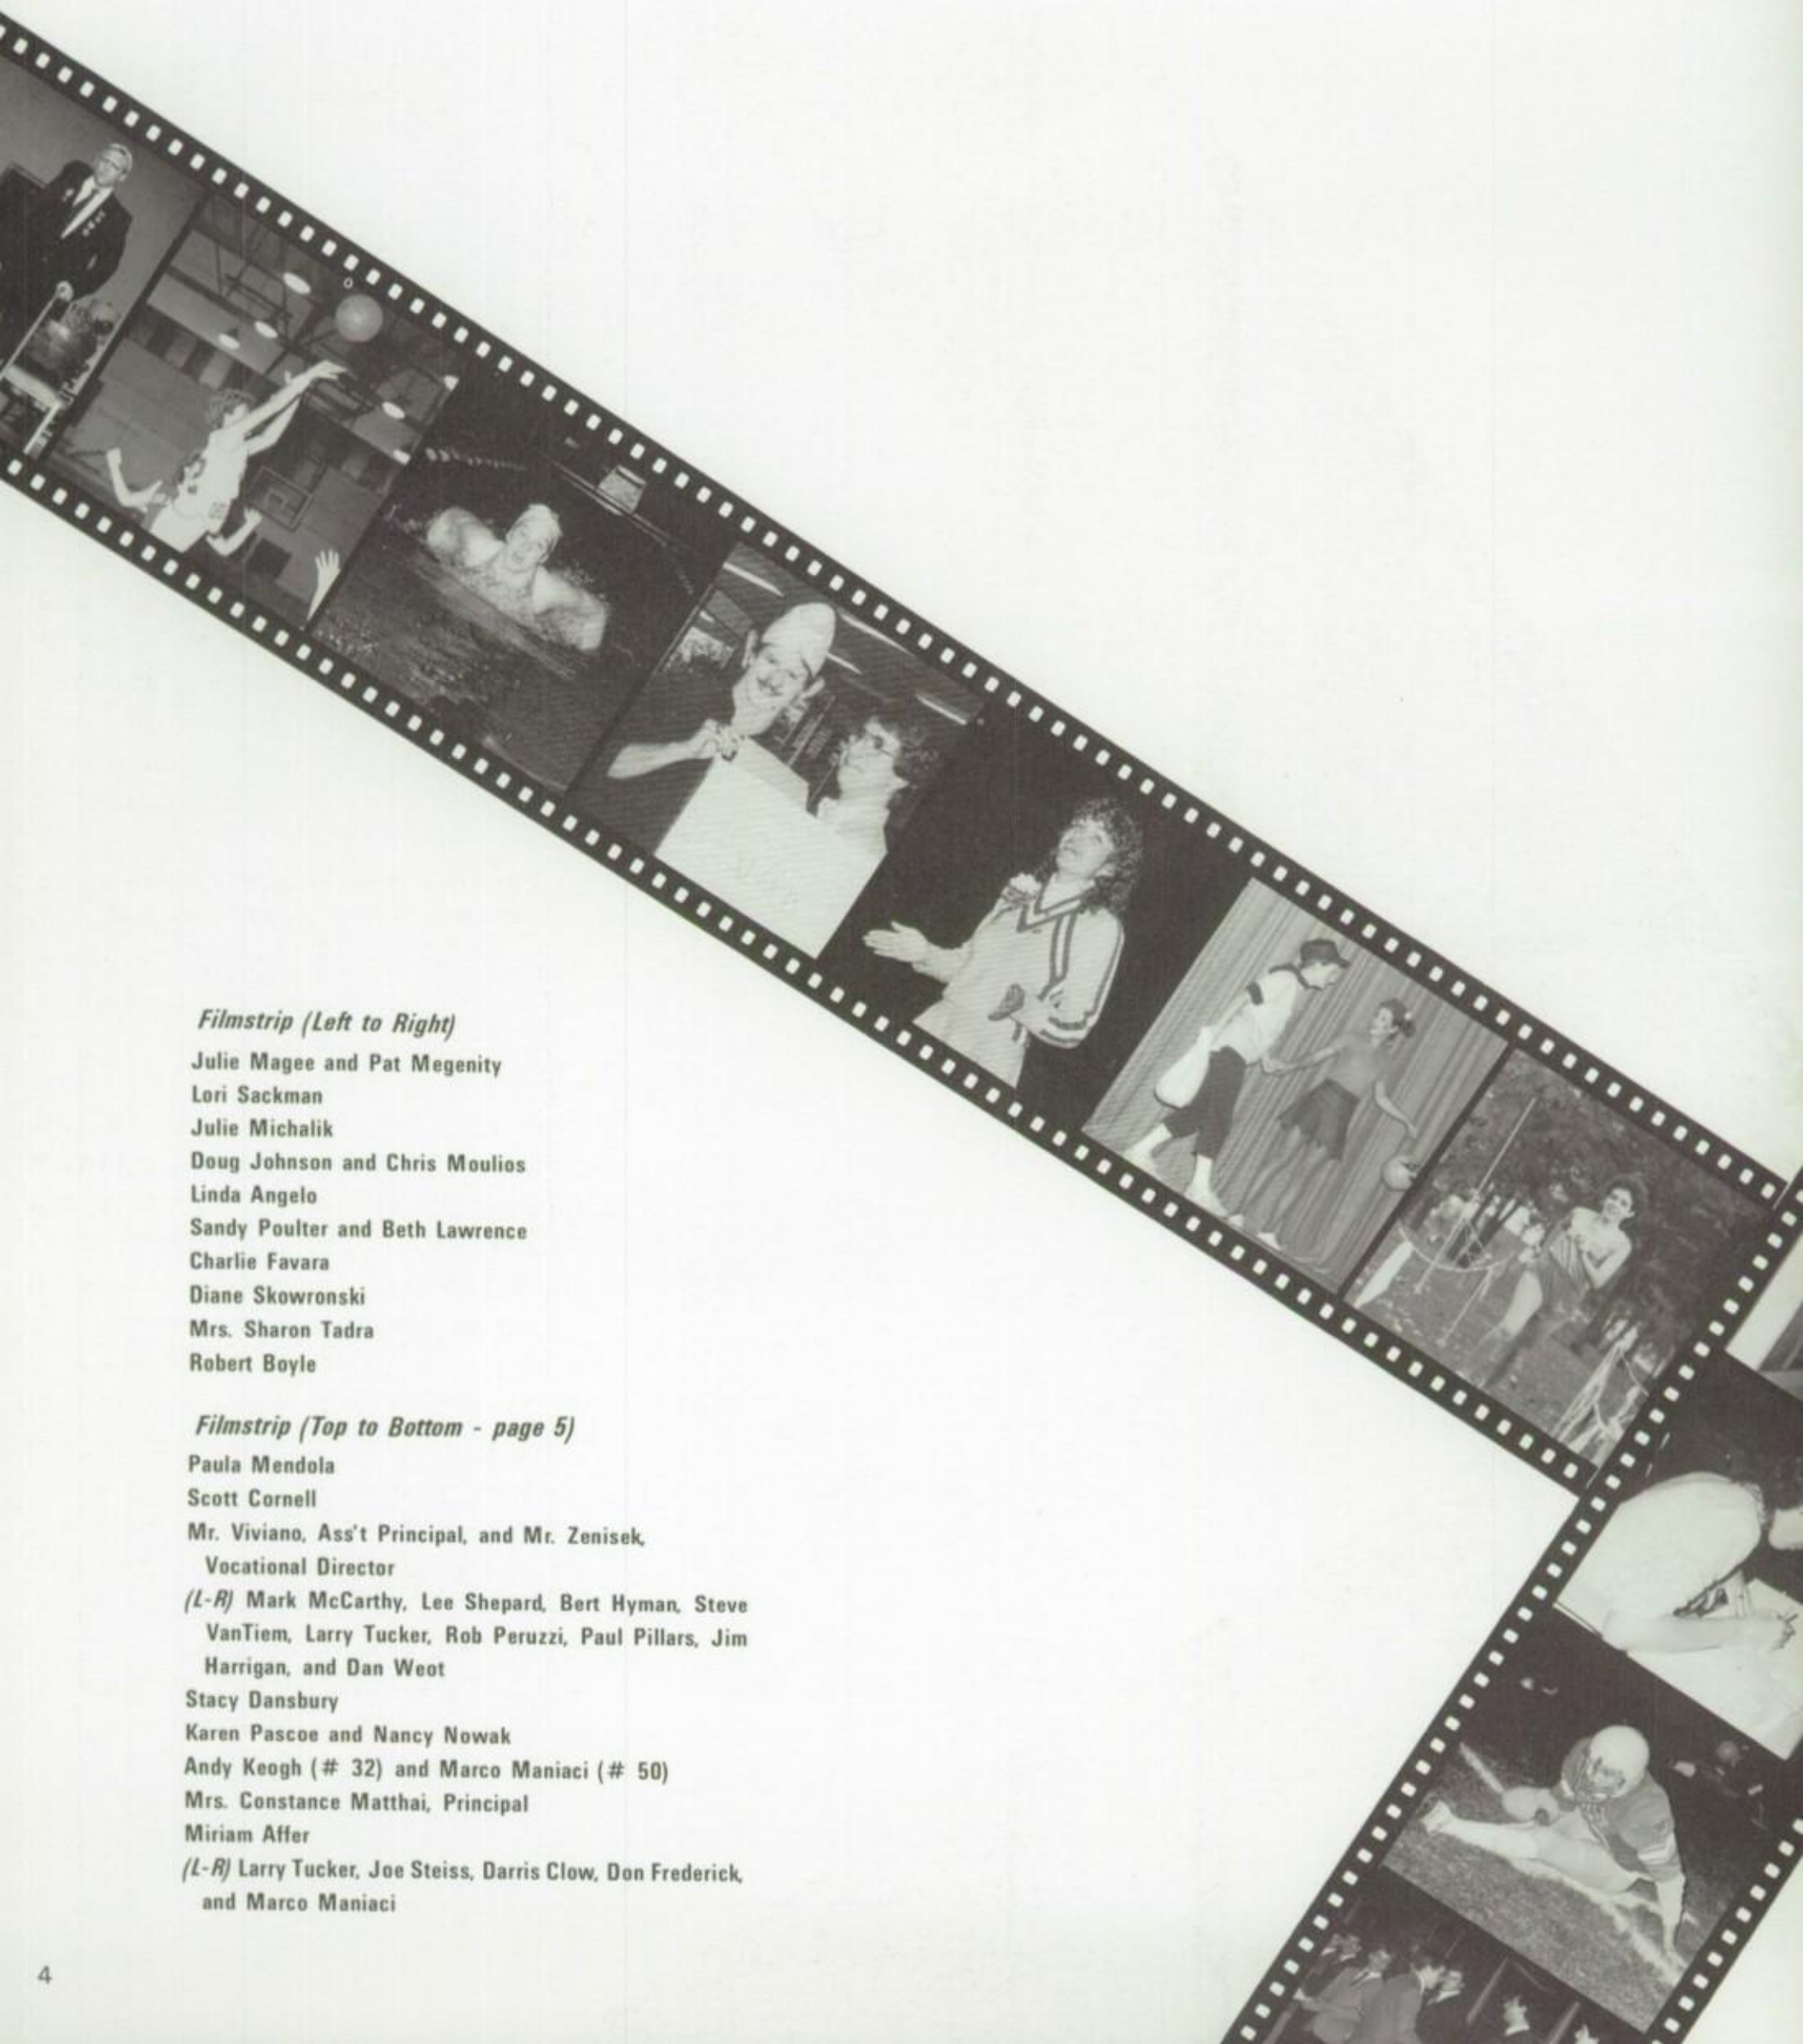 Filmstrip (Left to Right)
Julie Magee and Pat Megenity
Lori Sackman
Julie Michalik
Doug Johnson and Chris Moulios
Linda Angelo
Sandy Poulter and Beth Lawrence
Charlie Favara
Diane Skowronski
Mrs. Sharon Tadra
Robert Boyle
Filmstrip (Top to Bottom - page 5)
Paula Mendola
Scott Cornell
Mr. Viviano, Ass't Principal, and Mr. Zenisek,
Vocational Director
(L-R) Mark McCarthy, Lee Shepard, Bert Hyman, Steve
VanTiem, Larry Tucker, Rob Peruzzi, Paul Pillars, Jim
Harrigan, and Dan Weot
Stacy Dansbury
Karen Pascoe and Nancy Nowak
Andy Keogh (# 32) and Marco Maniaci (# 50)
Mrs. Constance Matthai, Principal
Miriam Affer
(L-R) Larry Tucker, Joe Steiss, Darris Clow, Don Frederick,
and Marco Maniaci
4